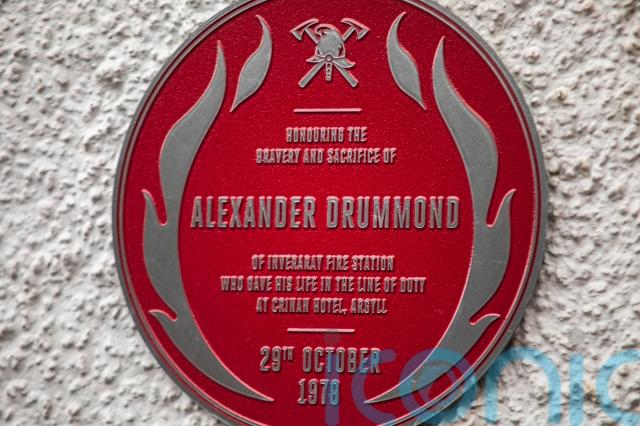 HONOURING THE
BRAVERY AND SACRIFICE OF
ALEXANDER DRUMMOND
OF INVERARAY FIRE STATION
WHO GAVE HIS LIFE IN THE LINE OF DUTY
AT CRINAN HOTEL, ARGYLL
29TH OCTOBER
1978
iconic